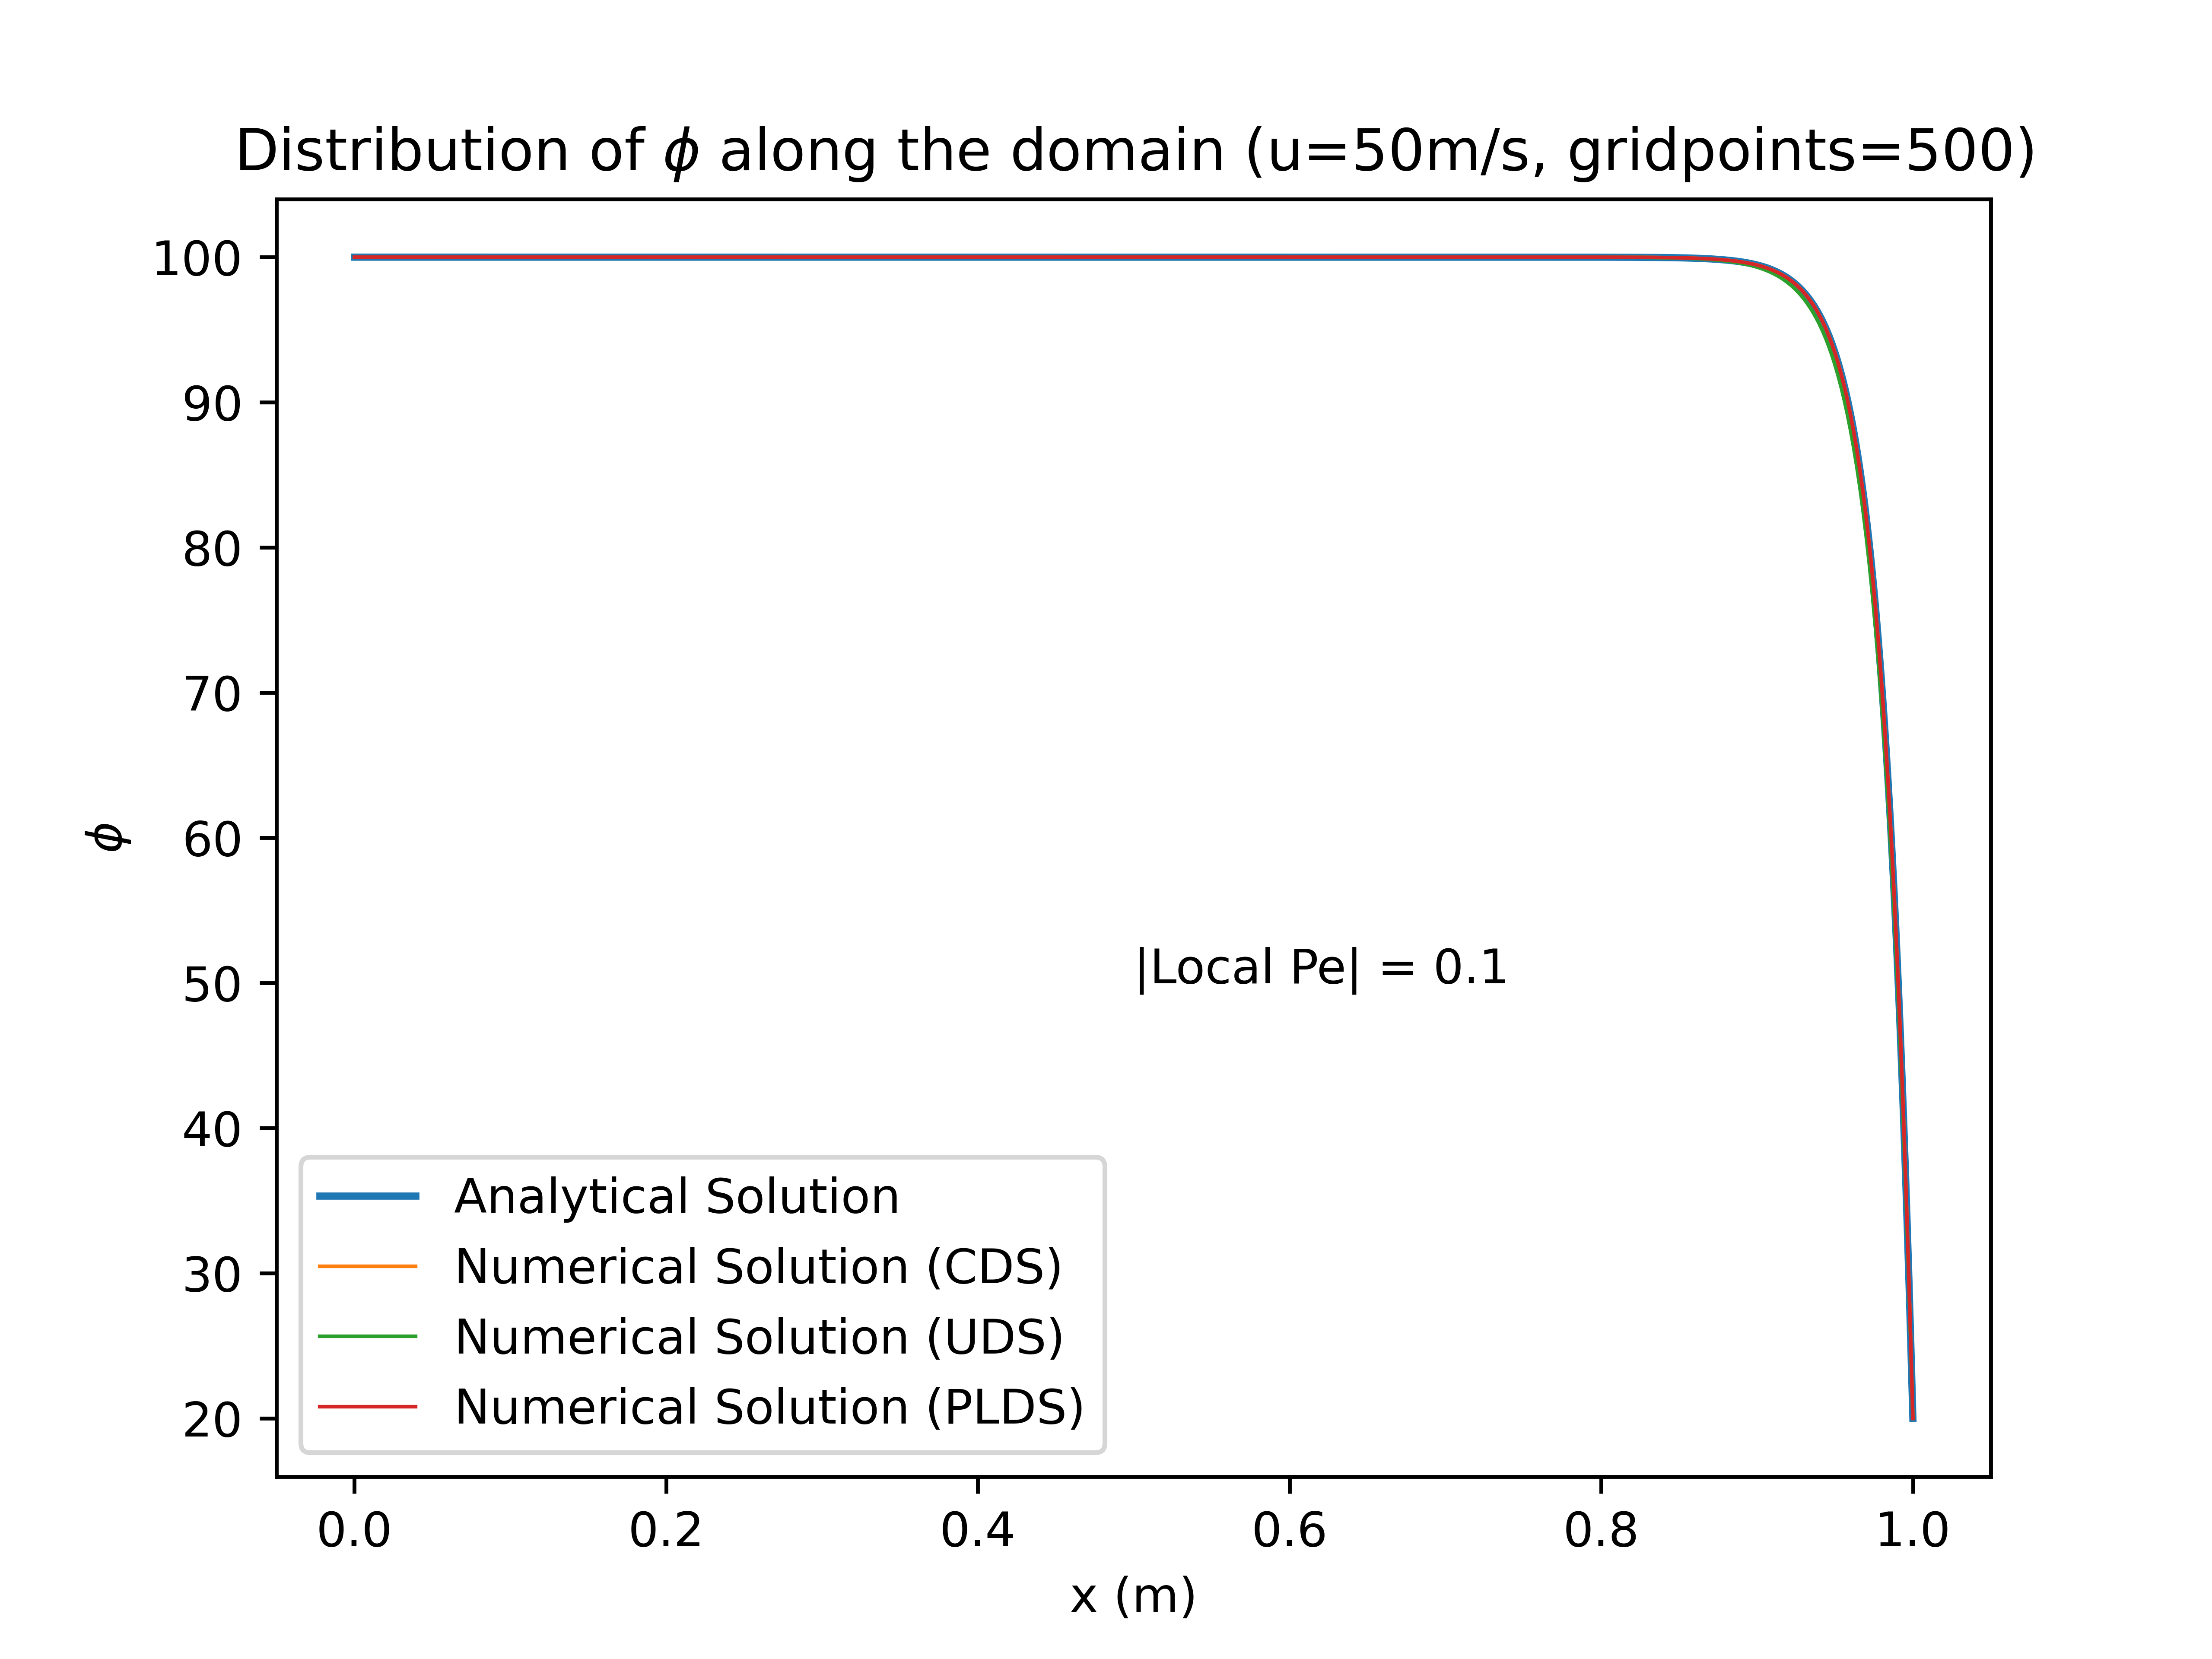 Distribution of ϕ along the domain (u=50m/s, gridpoints=500)
100
90
80
70
60
50
40
30
20
ϕ
|Local Pe| = 0.1
Analytical Solution
Numerical Solution (CDS)
Numerical Solution (UDS)
Numerical Solution (PLDS)
0.0 0.2 0.4 0.6 0.8 1.0
x (m)